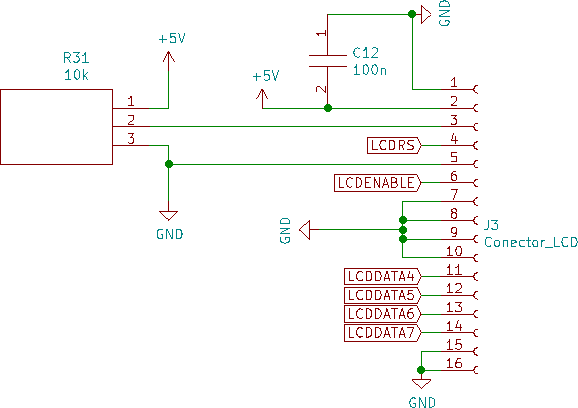 GND
+5V
R31
10k
1
C12
100n
2
+5V
1
2
3
1
2
3
4
5
6
7
8
9
10
11
12
13
14
15
16
LCDRS
LCDENABLE
GND
GND
J3
Conector_LCD
LCDDATA4
LCDDATA5
LCDDATA6
LCDDATA7
GND